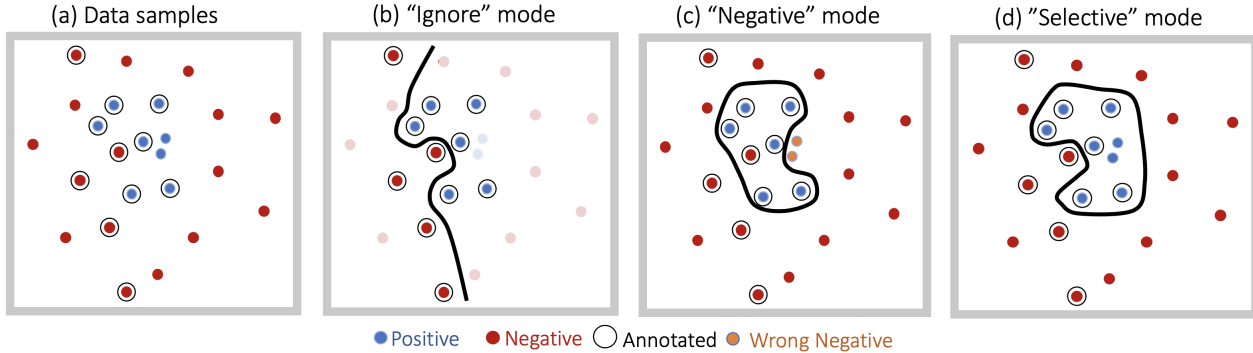 (a) Data samples
(b) “Ignore” mode
(c) “Negative” mode
(d) ”Selective” mode
Positive Negative Annotated Wrong Negative